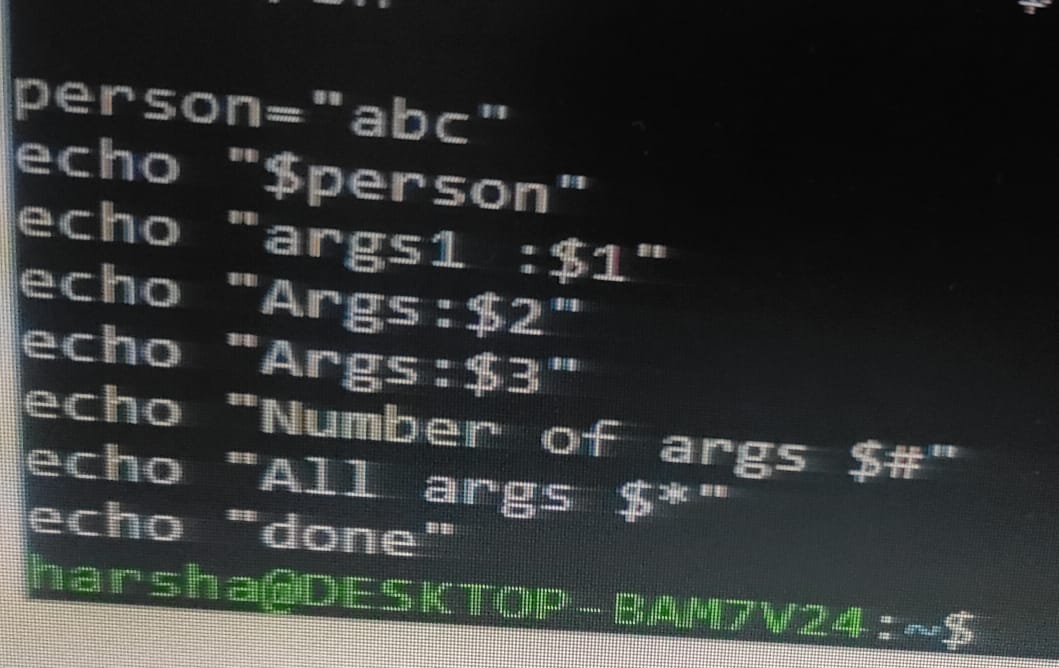 person="abc"
echo "$person"
echo "args1 :$1"
echo "Args:$2"
echo "Args:$3"
echo "Number of args $#"
echo "All args $*"
echo "done"
harsha@DESKTOP-BAM7V24:~$